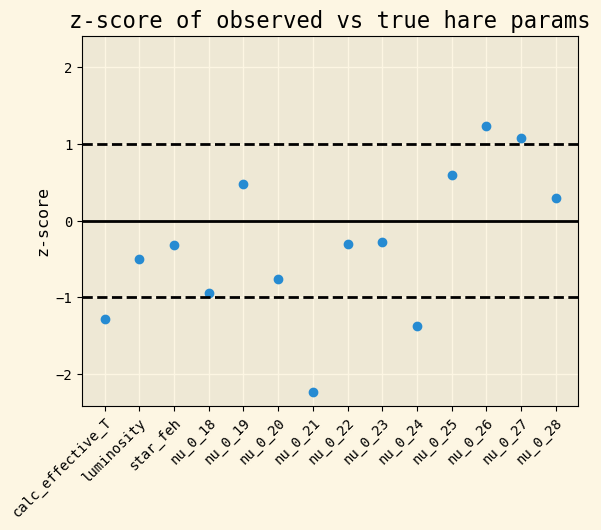 z-score of observed vs true hare params
z-score
2
1
0
−1
−2
calc_effective_T
luminosity
star_feh
nu_0_18
nu_0_19
nu_0_20
nu_0_21
nu_0_22
nu_0_23
nu_0_24
nu_0_25
nu_0_26
nu_0_27
nu_0_28